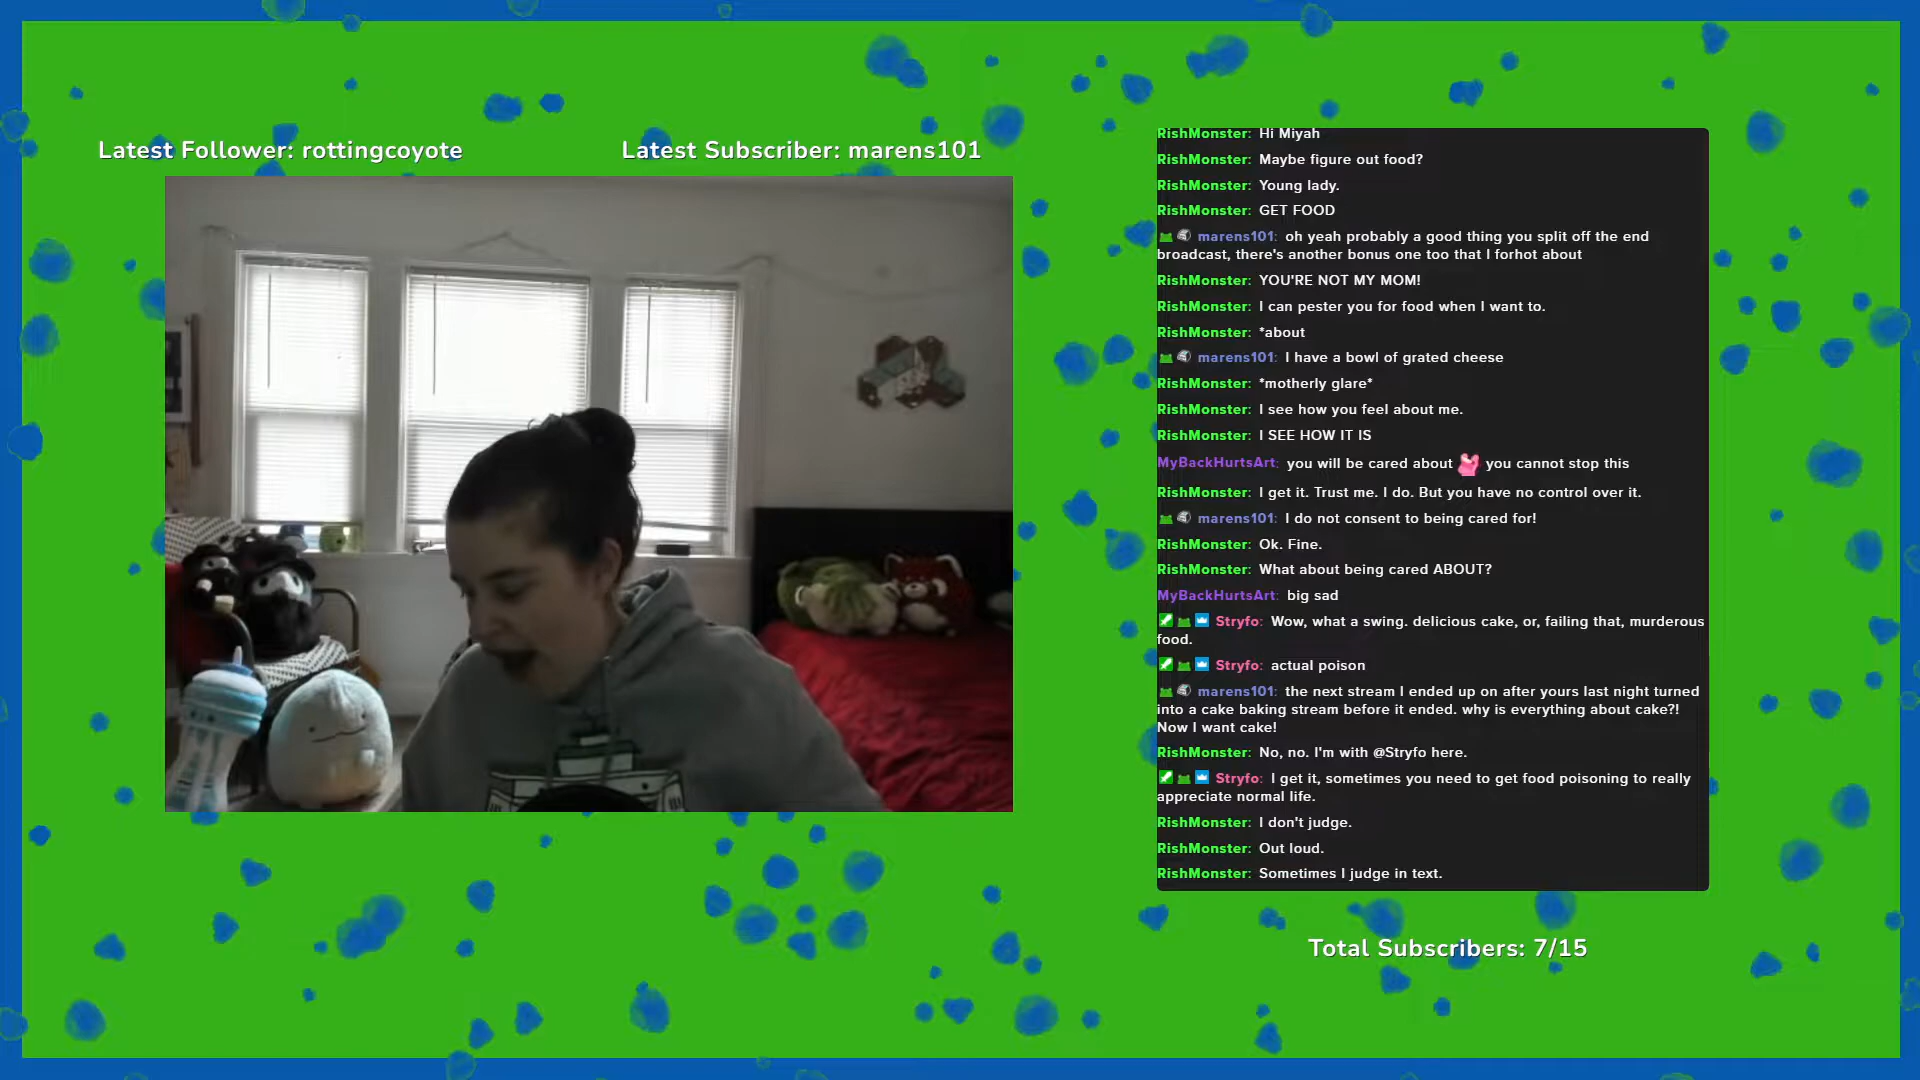 Latest Follower: rottingcoyote
Latest Subscriber: marens101
RishMonster: Hi Miyah
RishMonster: Maybe figure out food?
RishMonster: Young lady.
RishMonster: GET FOOD
marens101: oh yeah probably a good thing you split off the end
broadcast, there's another bonus one too that I forhot about
RishMonster: YOU'RE NOT MY MOM!
RishMonster: I can pester you for food when I want to.
RishMonster: *about
marens101: I have a bowl of grated cheese
RishMonster: *motherly glare*
RishMonster: I see how you feel about me.
RishMonster: I SEE HOW IT IS
MyBackHurtsArt: you will be cared about you cannot stop this
RishMonster: I get it. Trust me. I do. But you have no control over it.
marens101: I do not consent to being cared for!
RishMonster: Ok. Fine.
RishMonster: What about being cared ABOUT?
MyBackHurtsArt: big sad
Stryfo: Wow, what a swing. delicious cake, or, failing that, murderous
food.
Stryfo: actual poison
marens101: the next stream I ended up on after yours last night turned
into a cake baking stream before it ended. why is everything about cake?!
Now I want cake!
RishMonster: No, no. I'm with @Stryfo here.
Stryfo: I get it, sometimes you need to get food poisoning to really
appreciate normal life.
RishMonster: I don't judge.
RishMonster: Out loud.
RishMonster: Sometimes I judge in text.
Total Subscribers: 7/15